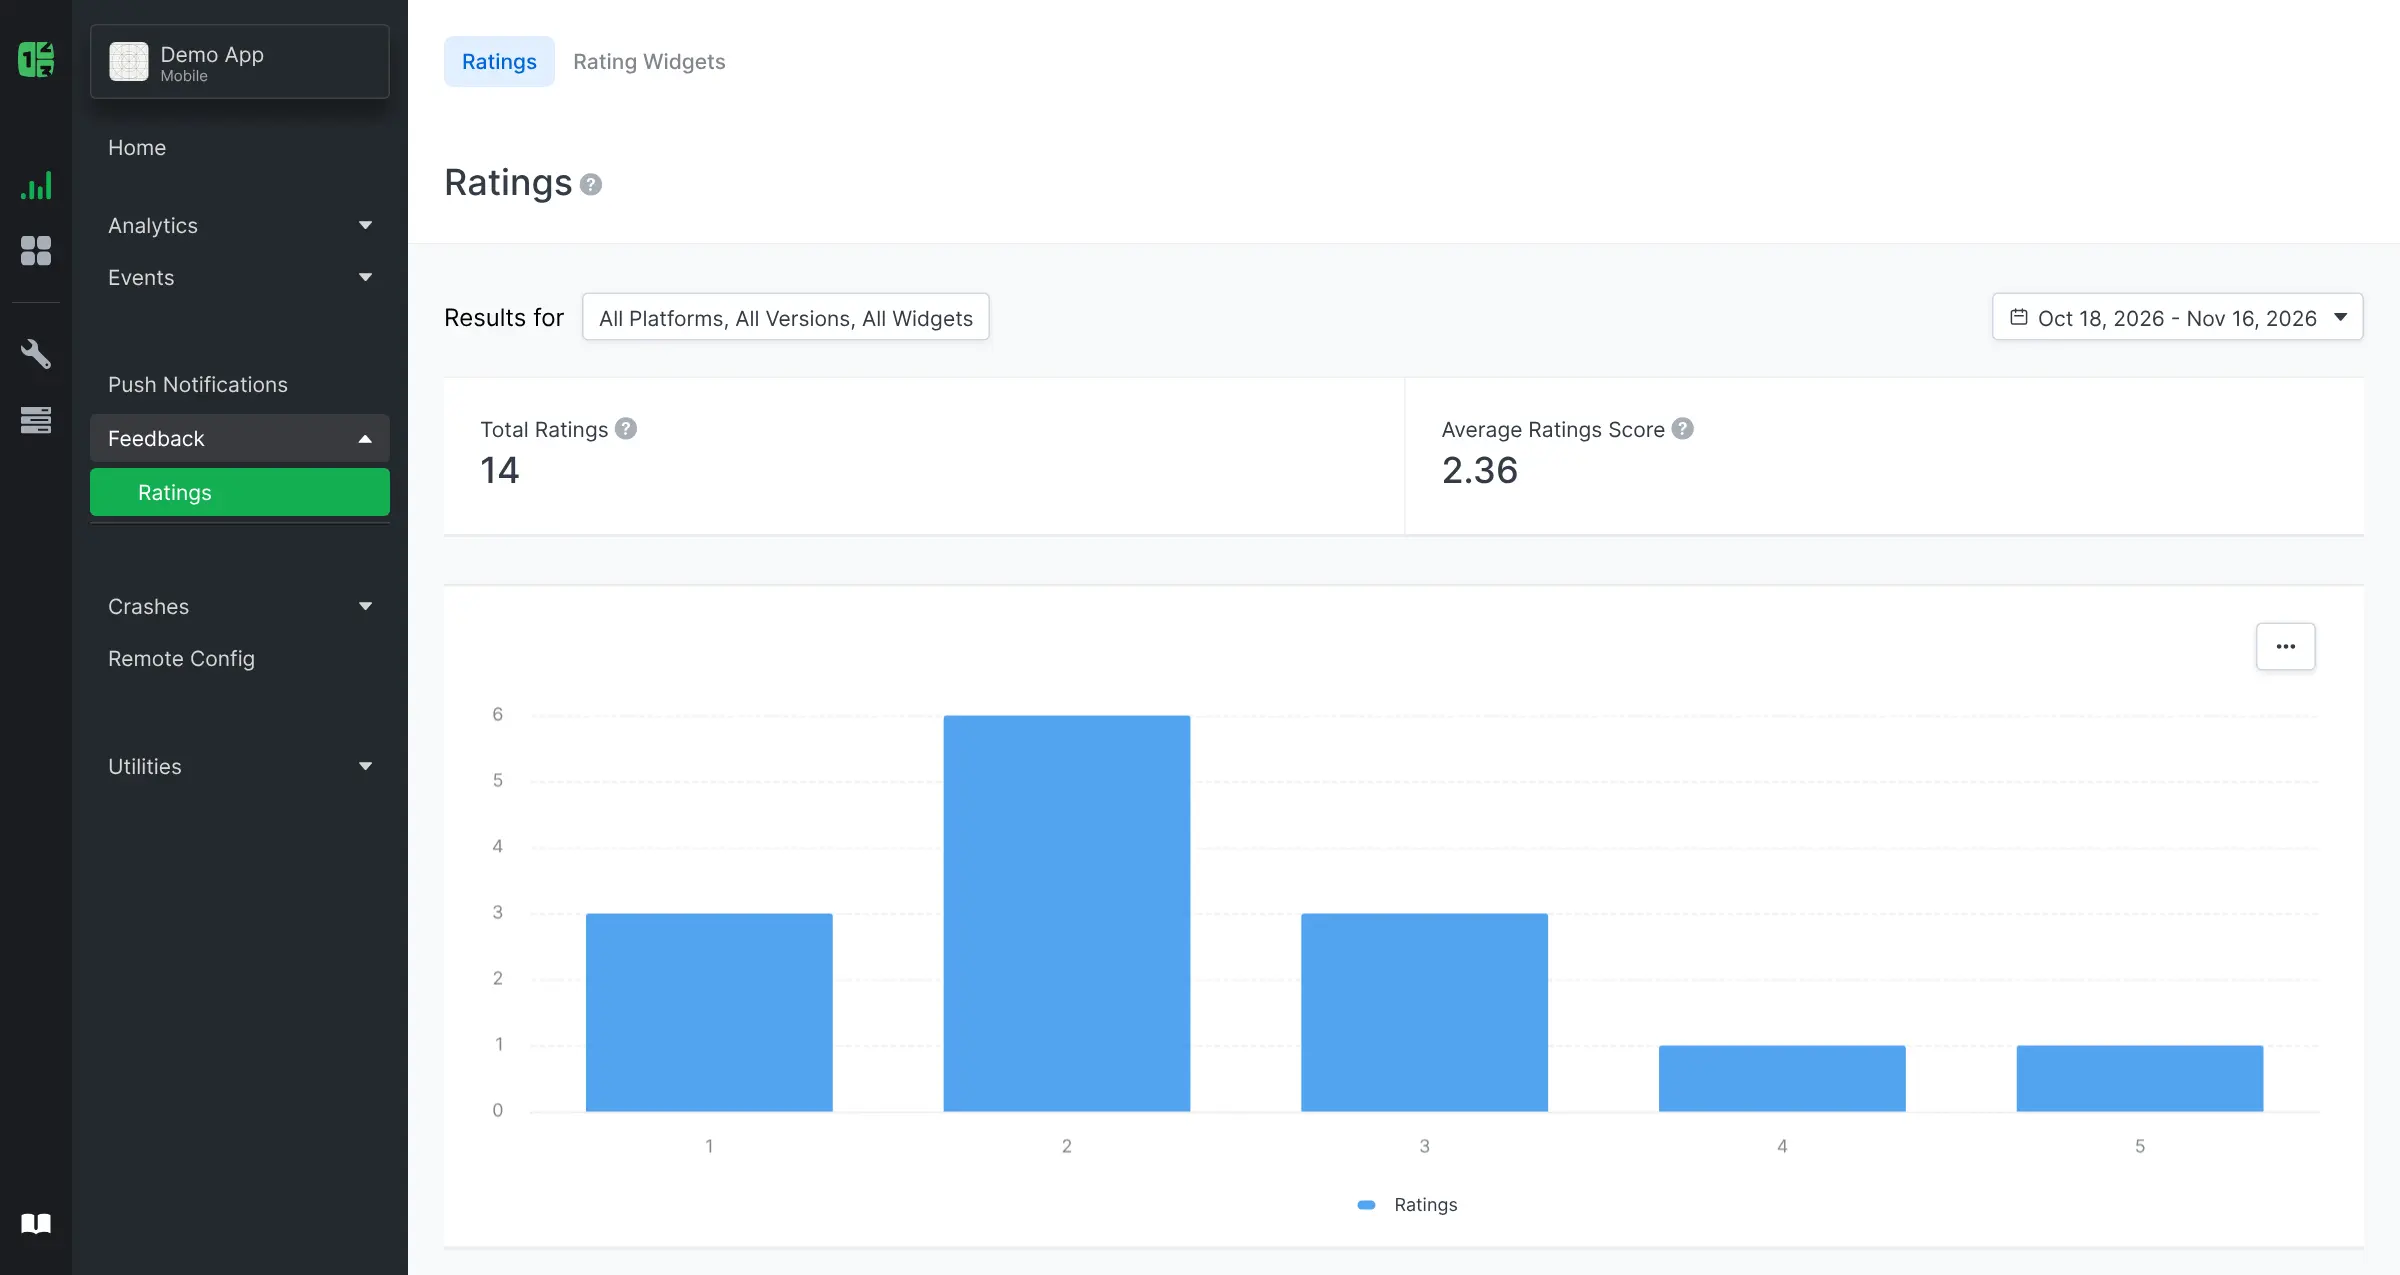 Demo App
Mobile
Home
Analytics
Events
Push Notifications
Feedback
Ratings
Crashes
Remote Config
Utilities
Ratings
Rating Widgets
Ratings ?
Results for
All Platforms, All Versions, All Widgets
Oct 18, 2026 - Nov 16, 2026
Total Ratings ?
14
Average Ratings Score ?
2.36
6
5
4
3
2
1
0
1 2 3 4 5
Ratings